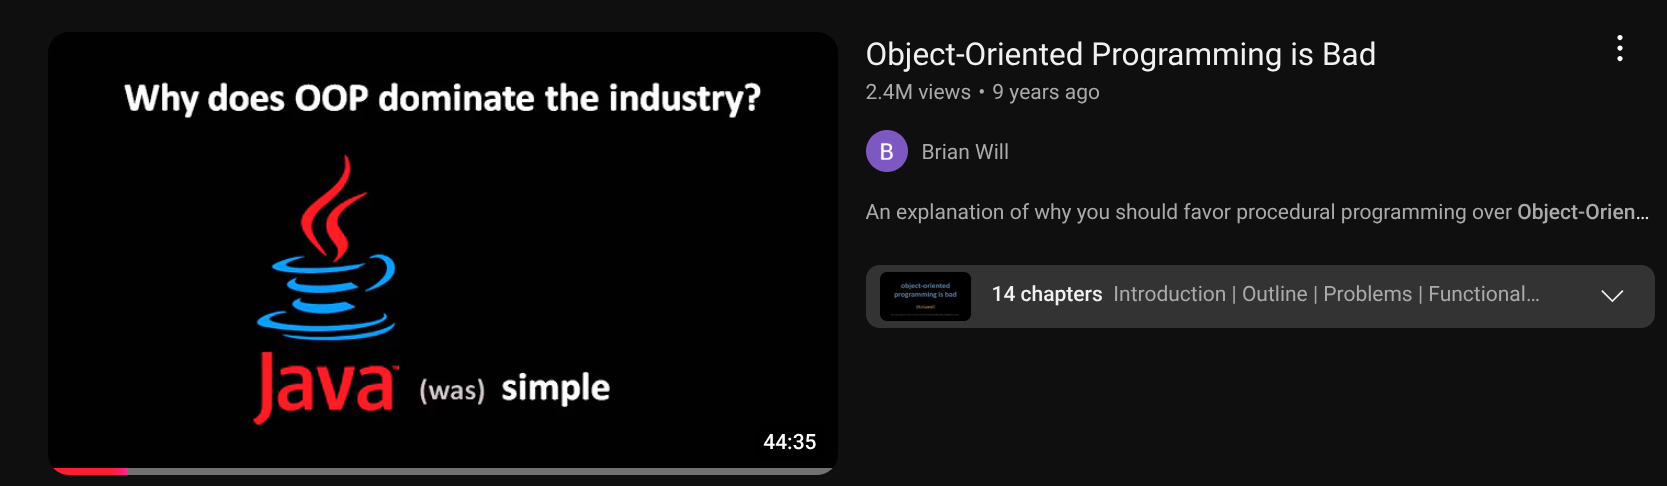 Why does OOP dominate the industry?
Java™ (was) simple
44:35
Object-Oriented Programming is Bad
2.4M views • 9 years ago
B Brian Will
An explanation of why you should favor procedural programming over Object-Orien...
object-oriented
programming is bad
14 chapters Introduction | Outline | Problems | Functional...